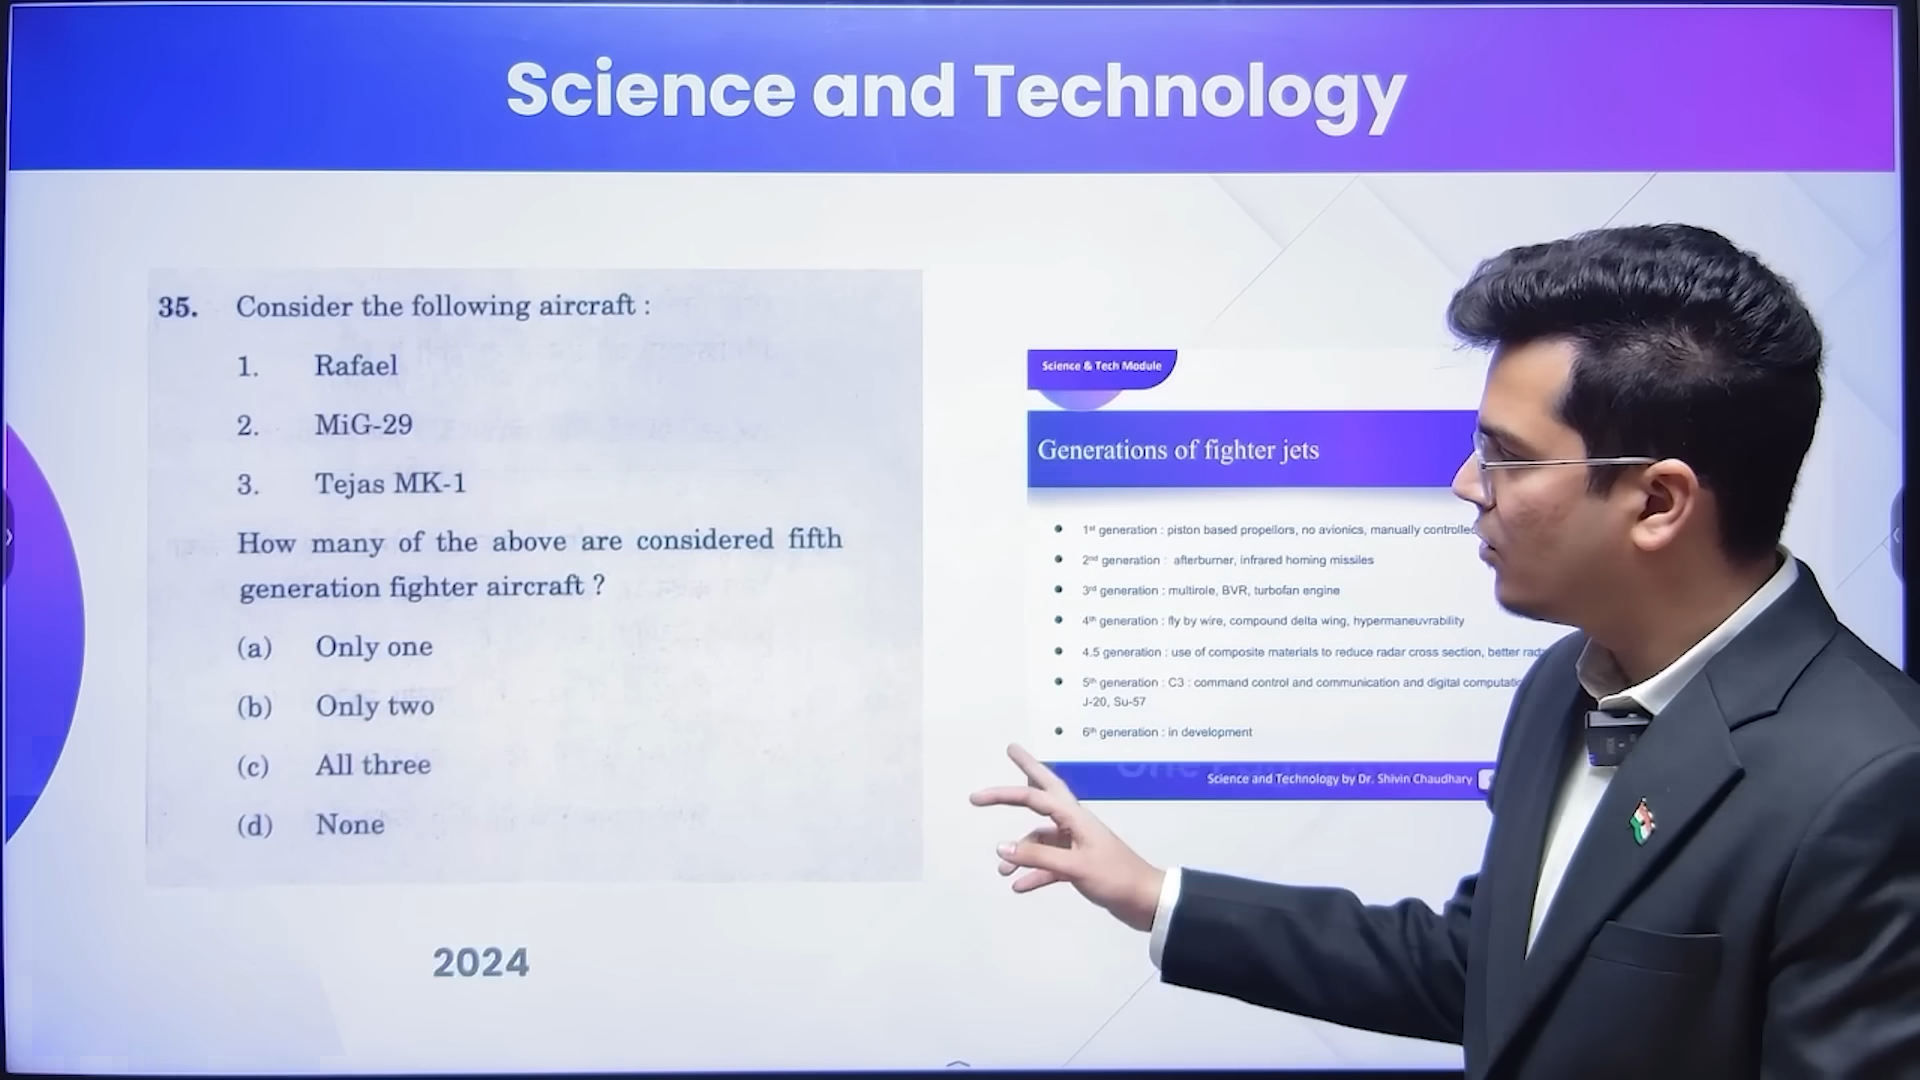 Science and Technology
35. Consider the following aircraft :
1. Rafael
2. MiG-29
3. Tejas MK-1
How many of the above are considered fifth
generation fighter aircraft ?
(a) Only one
(b) Only two
(c) All three
(d) None
2024
Science & Tech Module
Generations of fighter jets
1st generation : piston based propellors, no avionics, manually controlled
2nd generation : afterburner, infrared homing missiles
3rd generation : multirole, BVR, turbofan engine
4th generation : fly by wire, compound delta wing, hypermaneuvrability
4.5 generation : use of composite materials to reduce radar cross section, better
5th generation : C3 : command control and communication and digital
J-20, Su-57
6th generation : in development
Science and Technology by Dr. Shivin Chaudhary